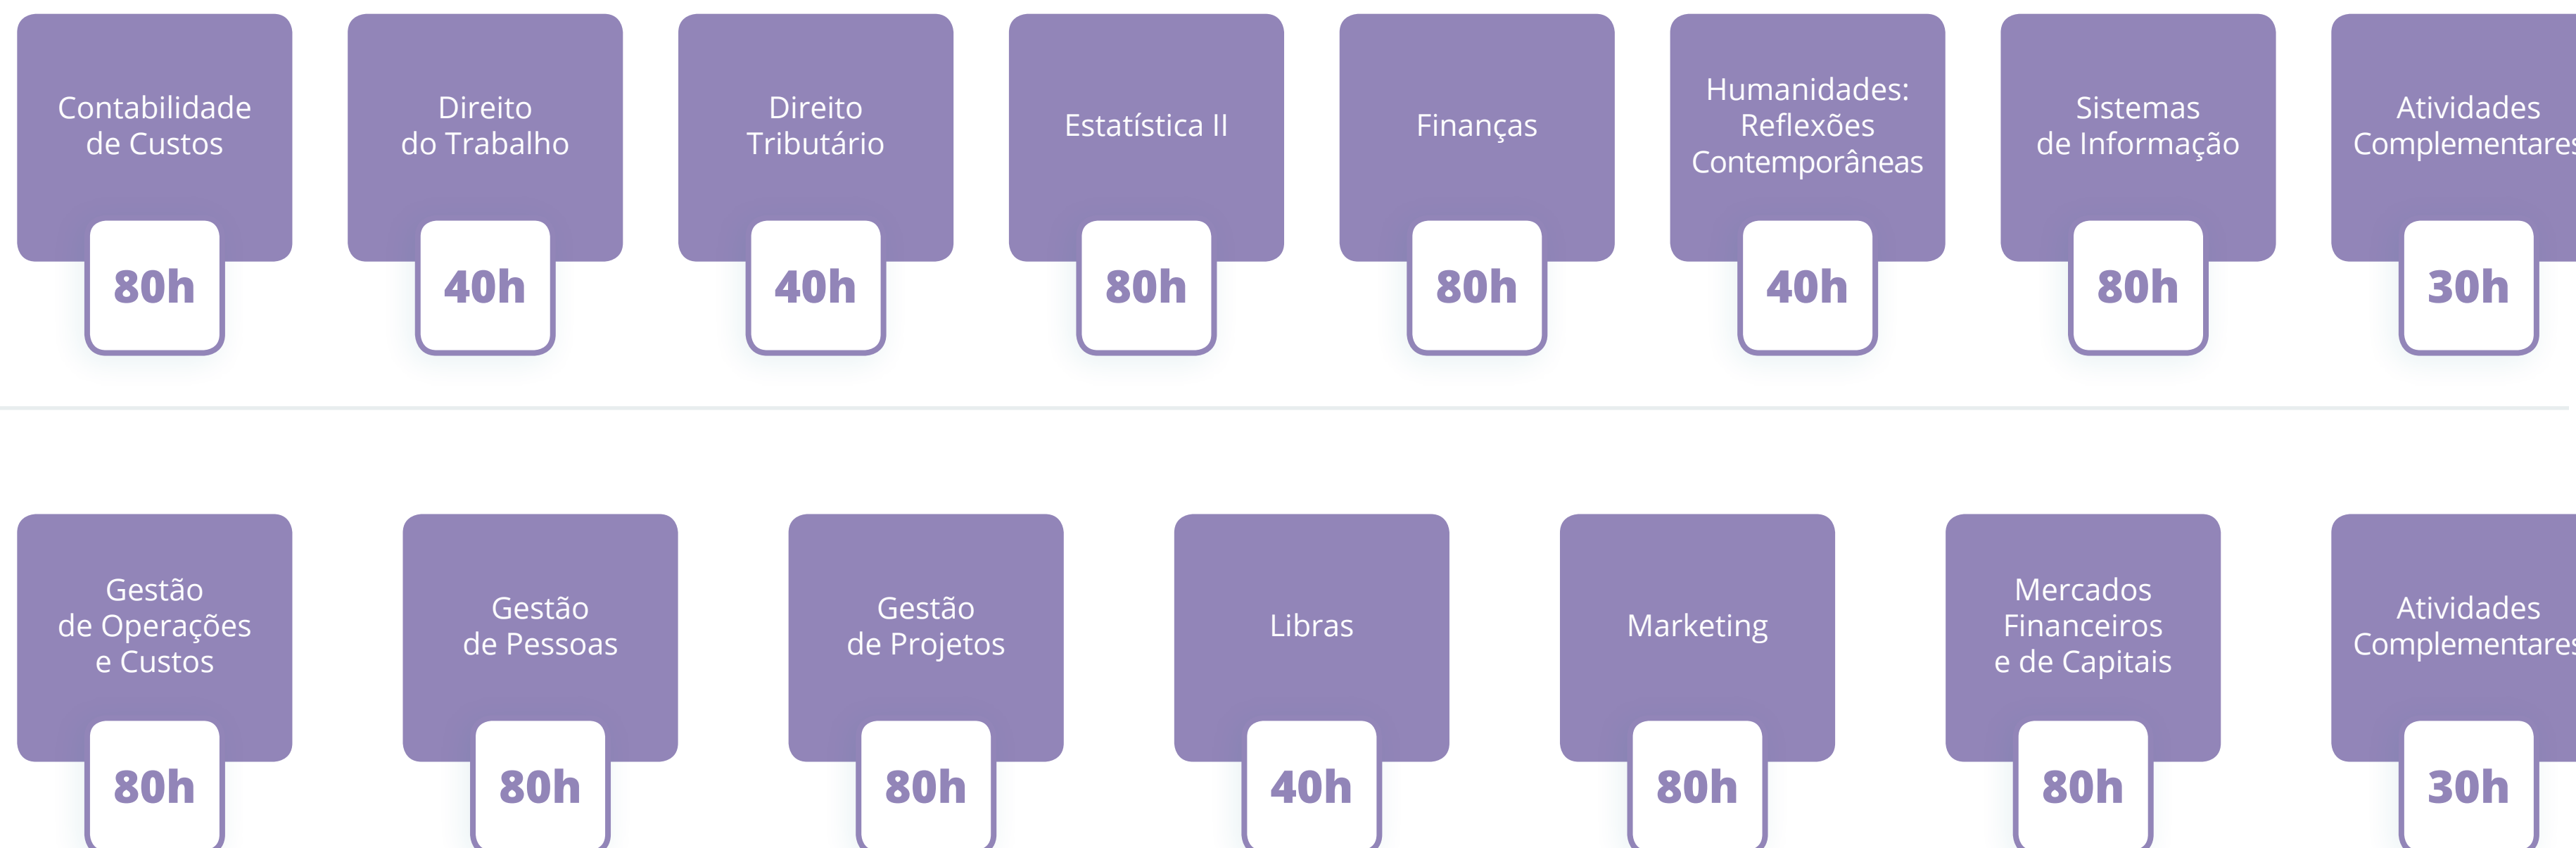 Contabilidade
de Custos
80h
Direito
do Trabalho
40h
Direito
Tributário
40h
Estatística II
80h
Finanças
80h
Humanidades:
Reflexões
Contemporâneas
40h
Sistemas
de Informação
80h
Atividades
Complementares
30h
Gestão
de Operações
e Custos
80h
Gestão
de Pessoas
80h
Gestão
de Projetos
80h
Libras
40h
Marketing
80h
Mercados
Financeiros
e de Capitais
80h
Atividades
Complementares
30h